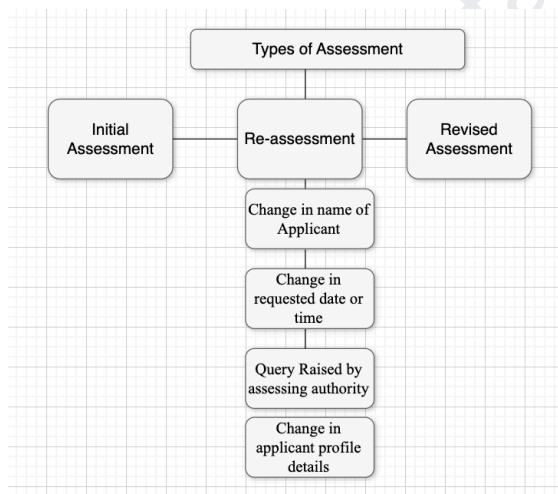 Types of Assessment
Initial
Assessment
Re-assessment
Revised
Assessment
Change in name of
Applicant
Change in
requested date or
time
Query Raised by
assessing authority
Change in
applicant profile
details